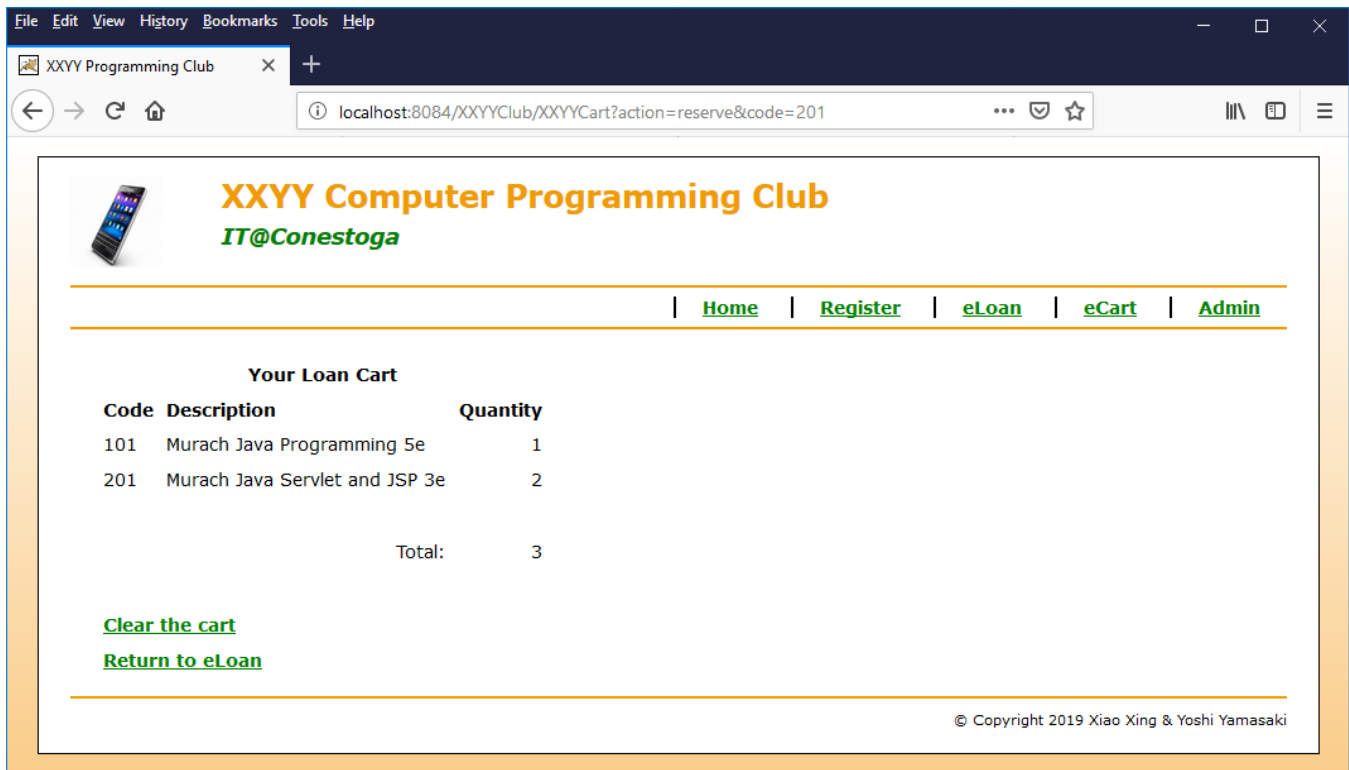 File Edit View History Bookmarks Tools Help
XXYY Programming Club
localhost:8084/XXYYClub/XXYYCart?action=reserve&code=201
XXYY Computer Programming Club
IT@Conestoga
Home Register eLoan eCart Admin
Your Loan Cart
Code Description Quantity
101 Murach Java Programming 5e 1
201 Murach Java Servlet and JSP 3e 2
Total: 3
Clear the cart
Return to eLoan
© Copyright 2019 Xiao Xing & Yoshi Yamasaki